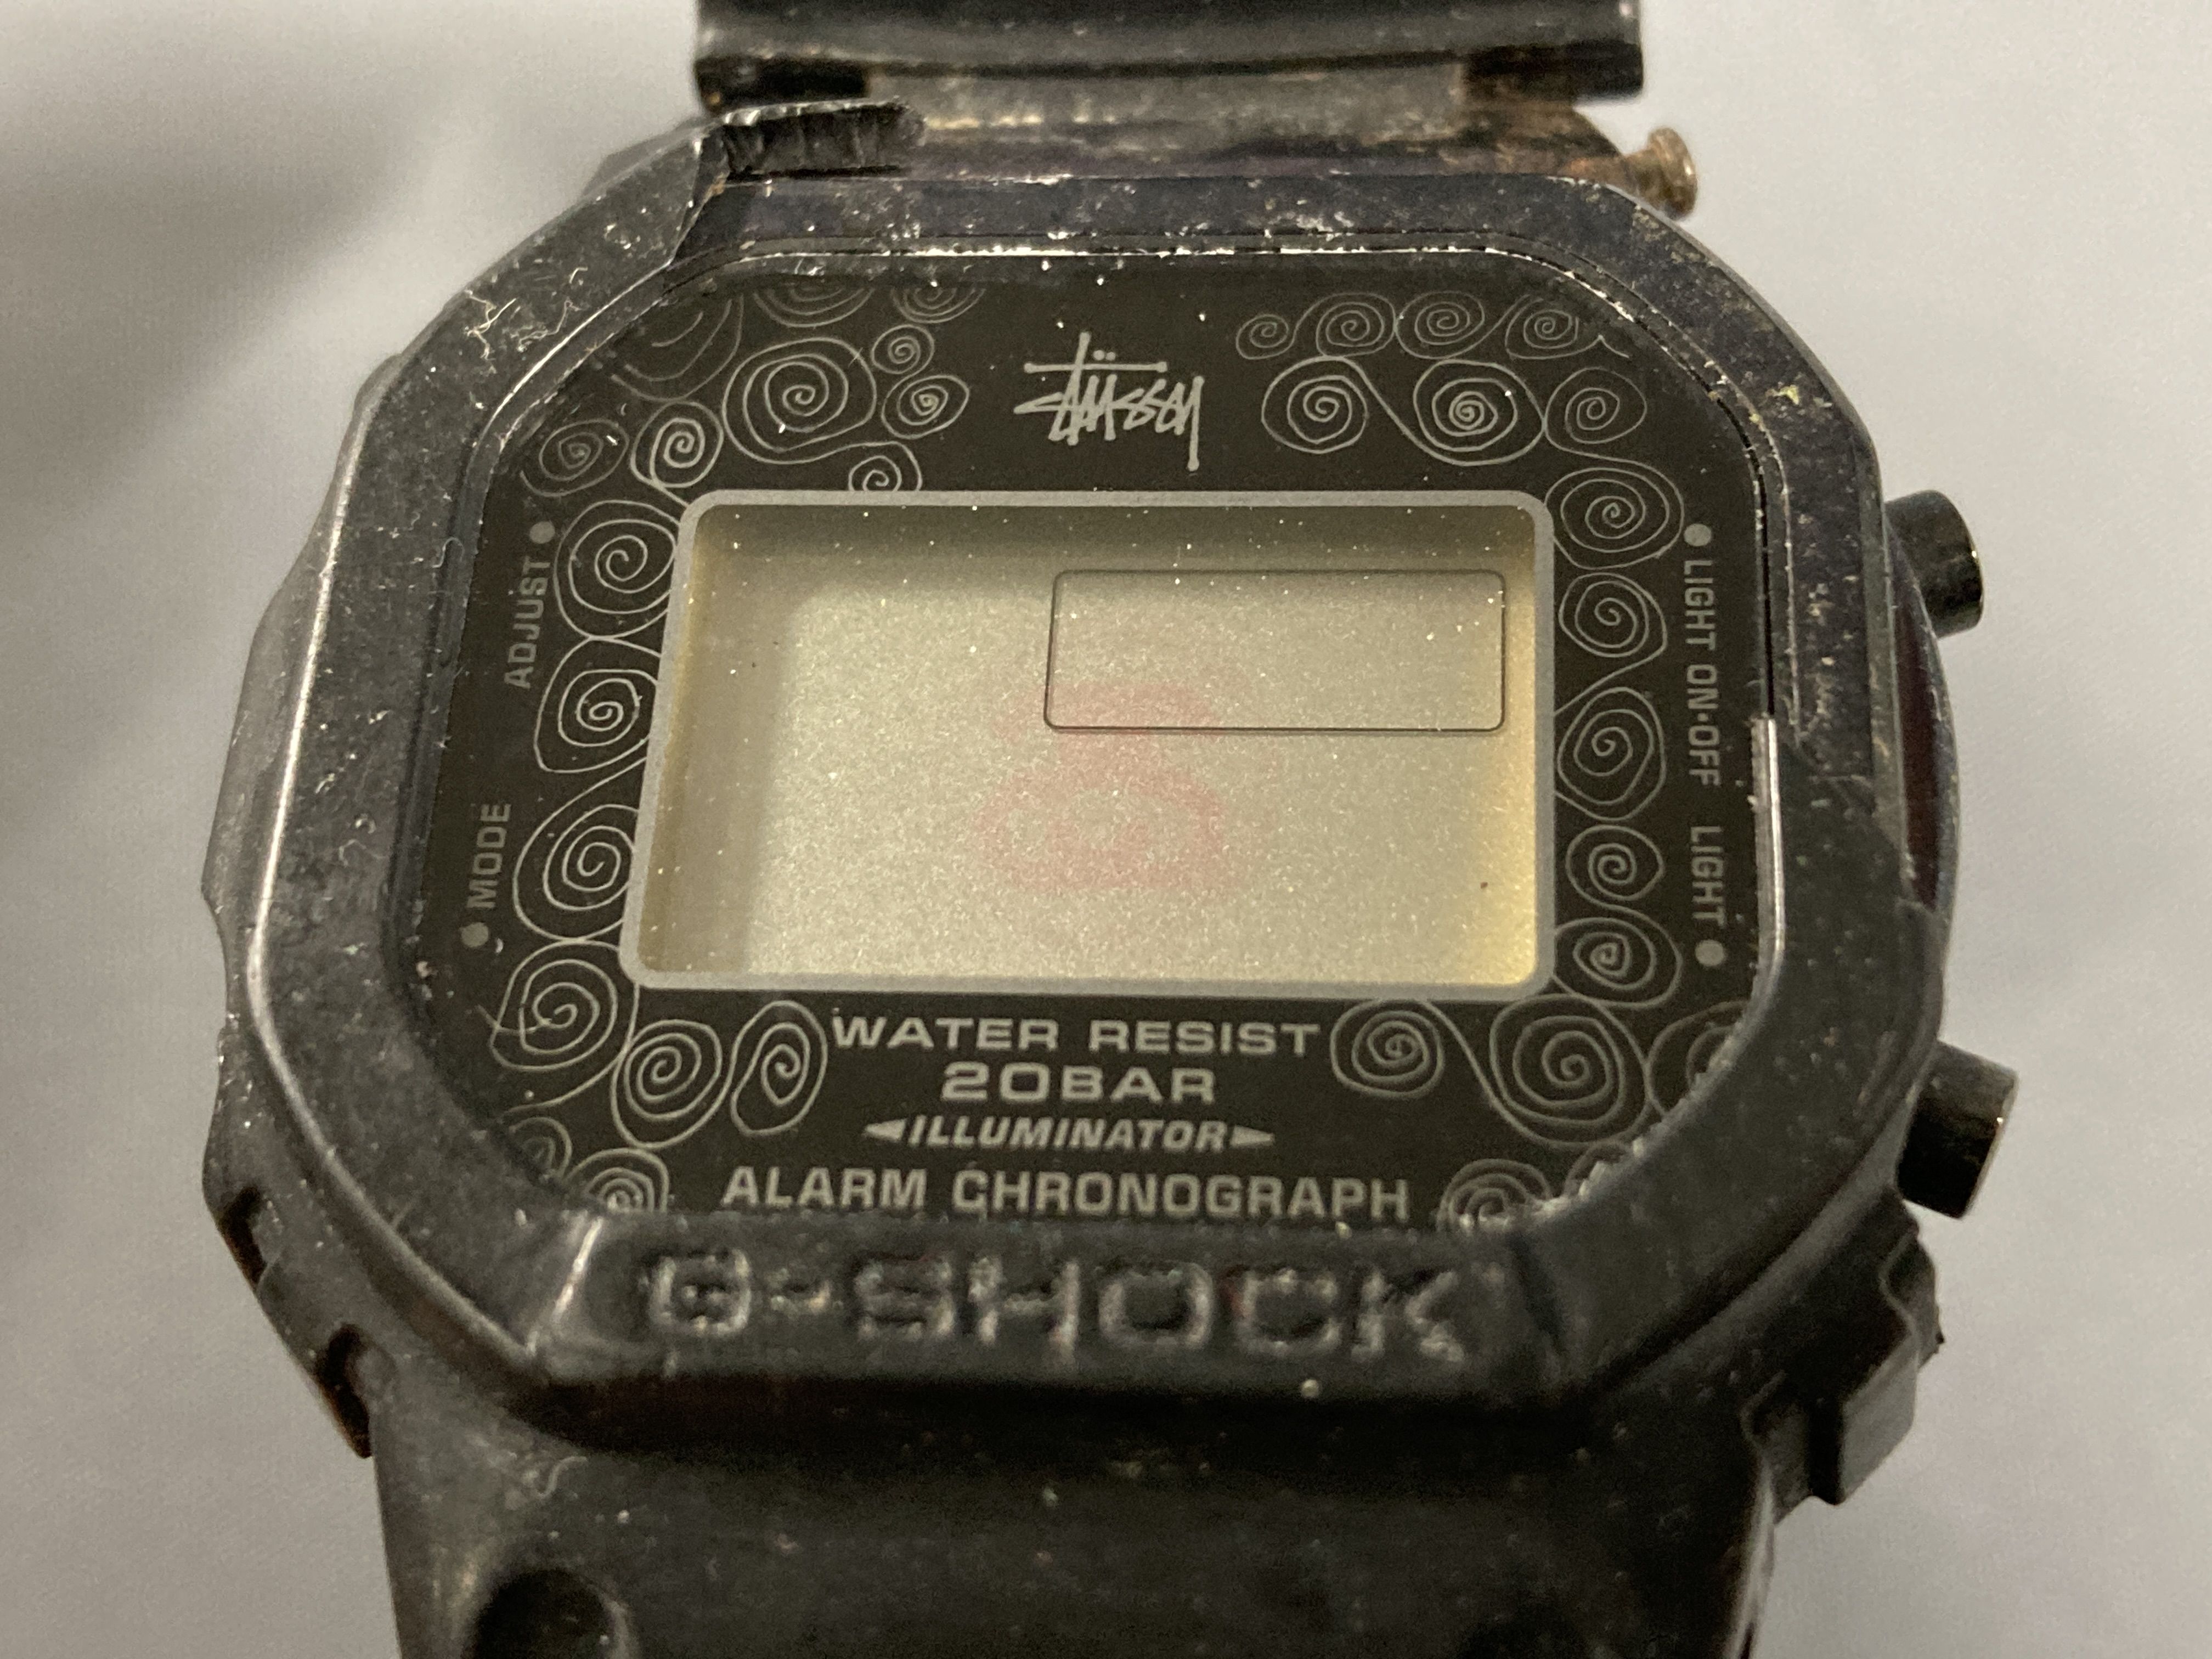 Stüssy
ADJUST
MODE
LIGHT ON·OFF
LIGHT
WATER RESIST
20BAR
ILLUMINATOR
ALARM CHRONOGRAPH
G-SHOCK